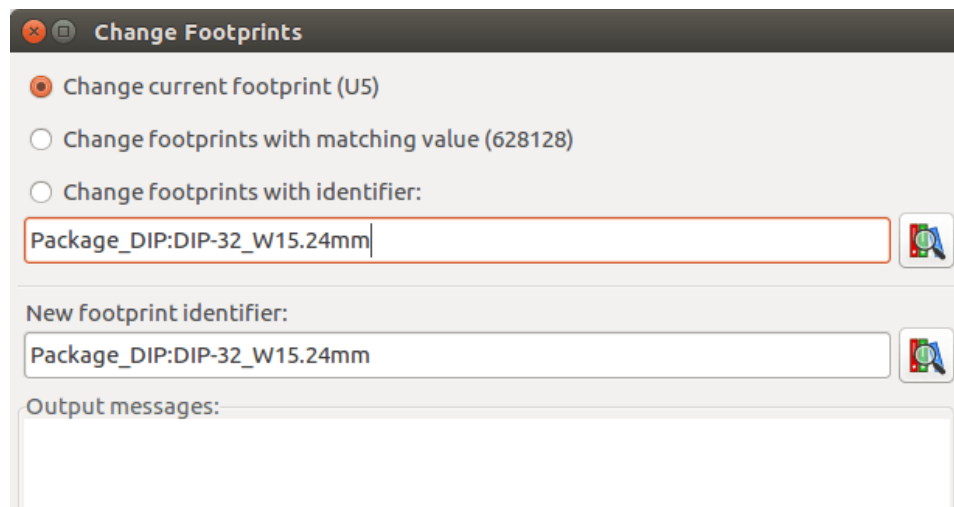 Change Footprints
Change current footprint (U5)
Change footprints with matching value (628128)
Change footprints with identifier:
Package_DIP:DIP-32_W15.24mm
New footprint identifier:
Package_DIP:DIP-32_W15.24mm
Output messages: